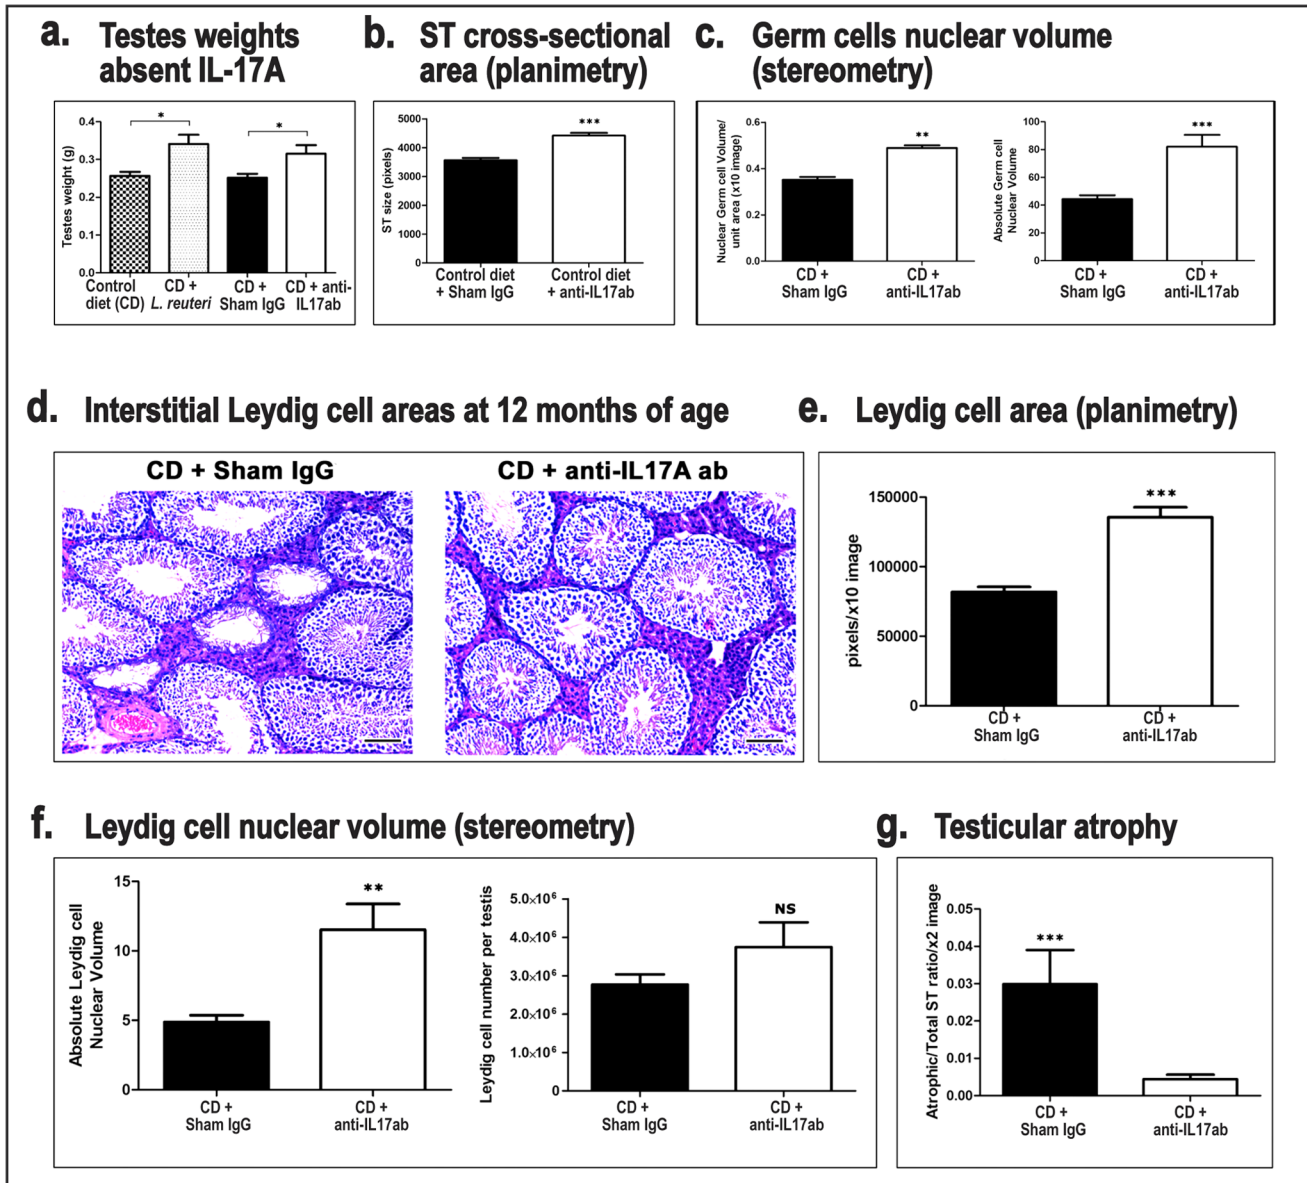 a. Testes weights
absent IL-17A
b. ST cross-sectional
area (planimetry)
c. Germ cells nuclear volume
(stereometry)
Testes weight (g)
0.4
0.3
0.2
0.1
0.0
*
*
Control
diet (CD)
CD +
L. reuteri
CD +
Sham IgG
CD + anti-
IL17ab
ST size (pixels)
5000
4000
3000
2000
1000
0
***
Control diet
+ Sham IgG
Control diet
+ anti-IL17ab
Nuclear Germ cell Volume/
unit area (x10 image)
0.6
0.4
0.2
0.0
**
CD +
Sham IgG
CD +
anti-IL17ab
Absolute Germ cell
Nuclear Volume
100
80
60
40
20
0
***
CD +
Sham IgG
CD +
anti-IL17ab
d. Interstitial Leydig cell areas at 12 months of age
CD + Sham IgG
CD + anti-IL17A ab
e. Leydig cell area (planimetry)
pixels/x10 image
150000
100000
50000
0
***
CD +
Sham IgG
CD +
anti-IL17ab
f. Leydig cell nuclear volume (stereometry)
Absolute Leydig cell
Nuclear Volume
15
10
5
0
**
CD +
Sham IgG
CD +
anti-IL17ab
Leydig cell number per testis
5.0×10⁶
4.0×10⁶
3.0×10⁶
2.0×10⁶
1.0×10⁶
0
NS
CD +
Sham IgG
CD +
anti-IL17ab
g. Testicular atrophy
Atrophic/Total ST ratio/x2 image
0.05
0.04
0.03
0.02
0.01
0.00
***
CD +
Sham IgG
CD +
anti-IL17ab